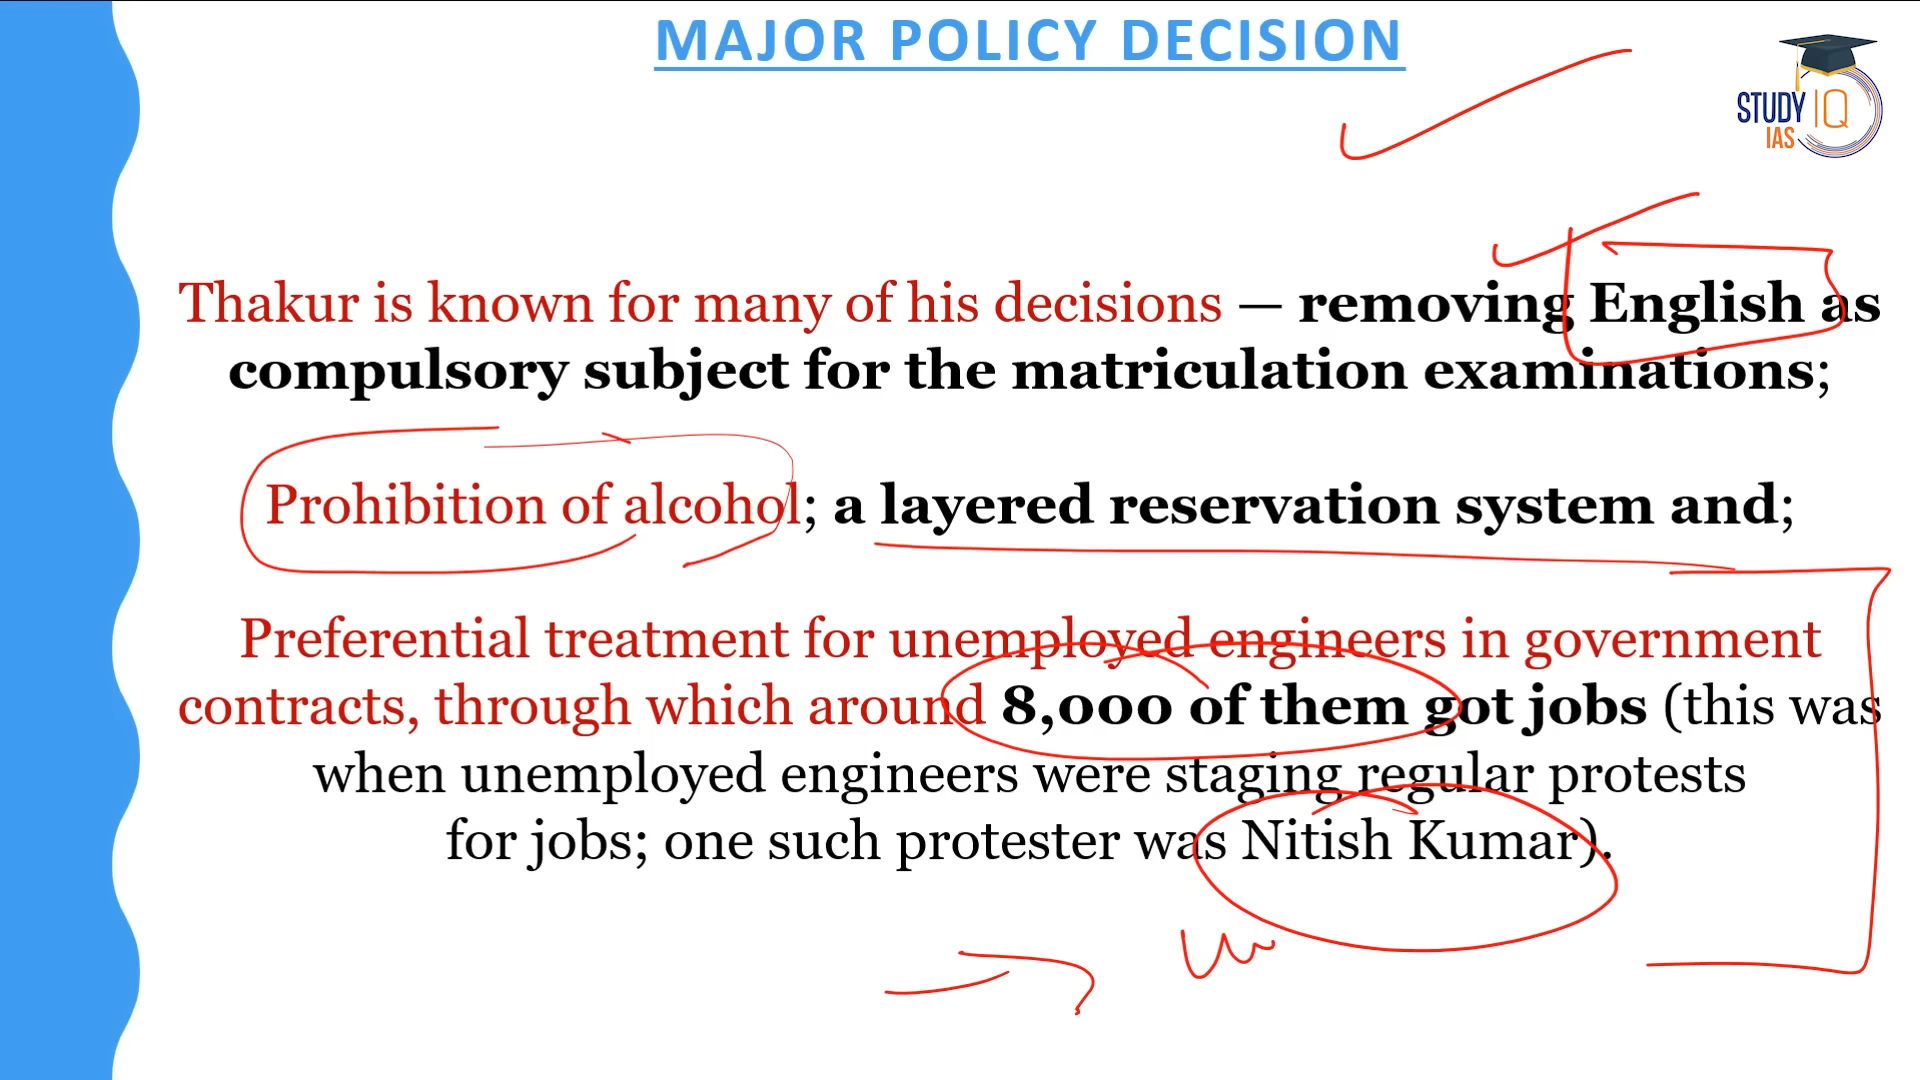 MAJOR POLICY DECISION
STUDY IQ
IAS
Thakur is known for many of his decisions — removing English as
compulsory subject for the matriculation examinations;
Prohibition of alcohol; a layered reservation system and;
Preferential treatment for unemployed engineers in government
contracts, through which around 8,000 of them got jobs (this was
when unemployed engineers were staging regular protests
for jobs; one such protester was Nitish Kumar).